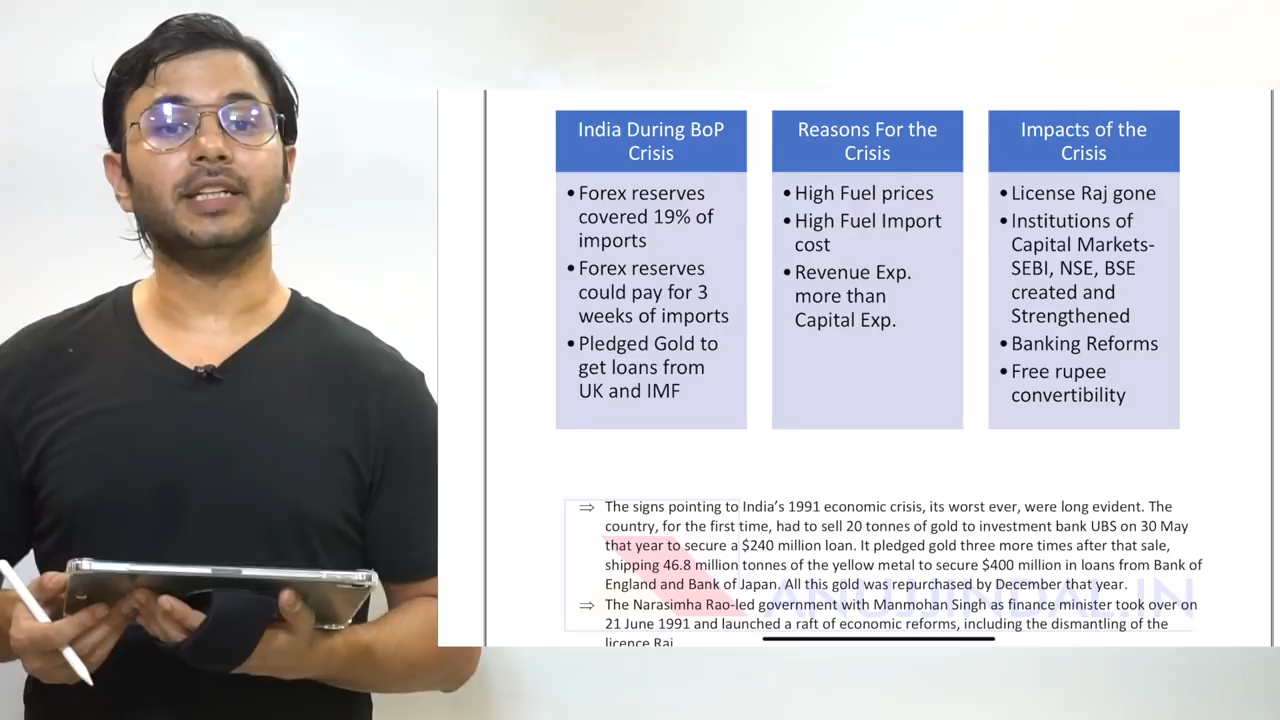 India During BoP
Crisis
• Forex reserves
covered 19% of
imports
• Forex reserves
could pay for 3
weeks of imports
• Pledged Gold to
get loans from
UK and IMF
Reasons For the
Crisis
• High Fuel prices
• High Fuel Import
cost
• Revenue Exp.
more than
Capital Exp.
Impacts of the
Crisis
• License Raj gone
• Institutions of
Capital Markets-
SEBI, NSE, BSE
created and
Strengthened
• Banking Reforms
• Free rupee
convertibility
⇒ The signs pointing to India's 1991 economic crisis, its worst ever, were long evident. The
country, for the first time, had to sell 20 tonnes of gold to investment bank UBS on 30 May
that year to secure a $240 million loan. It pledged gold three more times after that sale,
shipping 46.8 million tonnes of the yellow metal to secure $400 million in loans from Bank of
England and Bank of Japan. All this gold was repurchased by December that year.
⇒ The Narasimha Rao-led government with Manmohan Singh as finance minister took over on
21 June 1991 and launched a raft of economic reforms, including the dismantling of the
licence Raj
ANUJJINDAL.IN